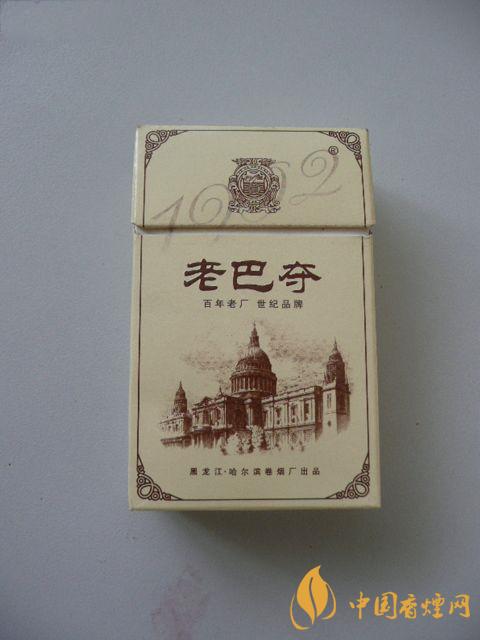 1902
®
老巴夺
百年老厂 世纪品牌
黑龙江·哈尔滨卷烟厂出品
中国香烟网